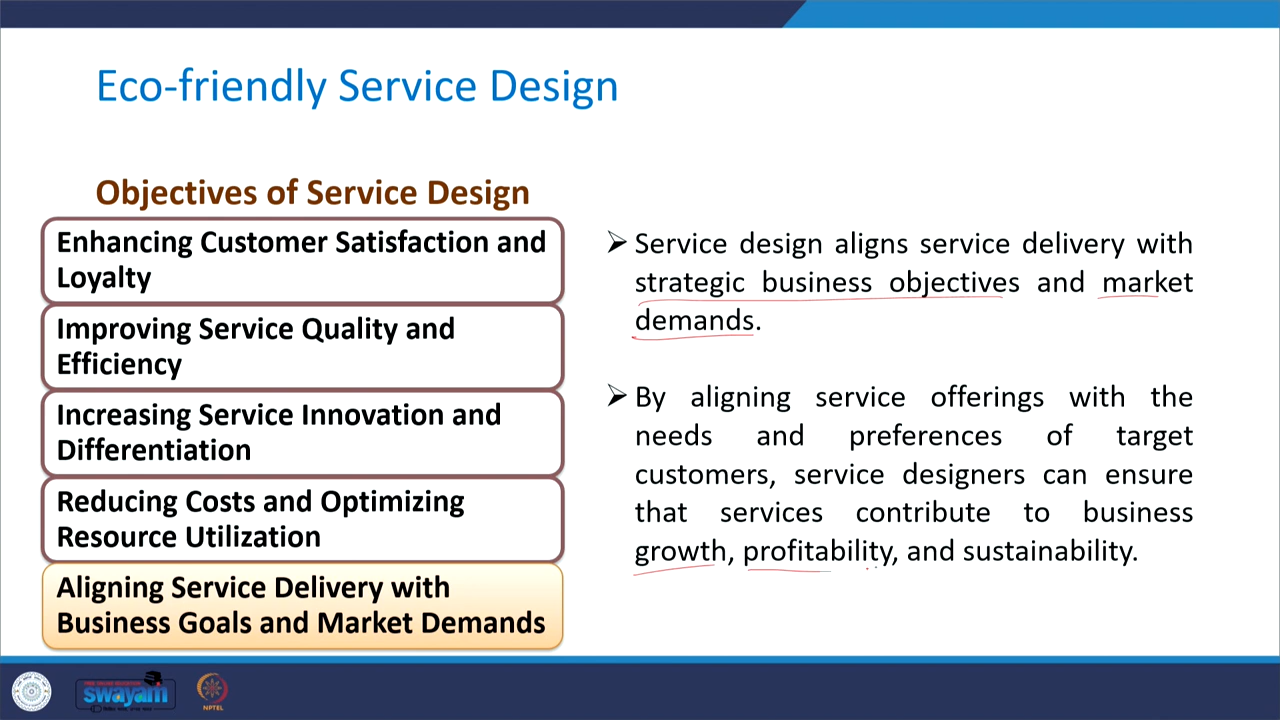 Eco-friendly Service Design
Objectives of Service Design
Enhancing Customer Satisfaction and
Loyalty
Improving Service Quality and
Efficiency
Increasing Service Innovation and
Differentiation
Reducing Costs and Optimizing
Resource Utilization
Aligning Service Delivery with
Business Goals and Market Demands
Service design aligns service delivery with
strategic business objectives and market
demands.
By aligning service offerings with the
needs and preferences of target
customers, service designers can ensure
that services contribute to business
growth, profitability, and sustainability.
swayam
NPTEL